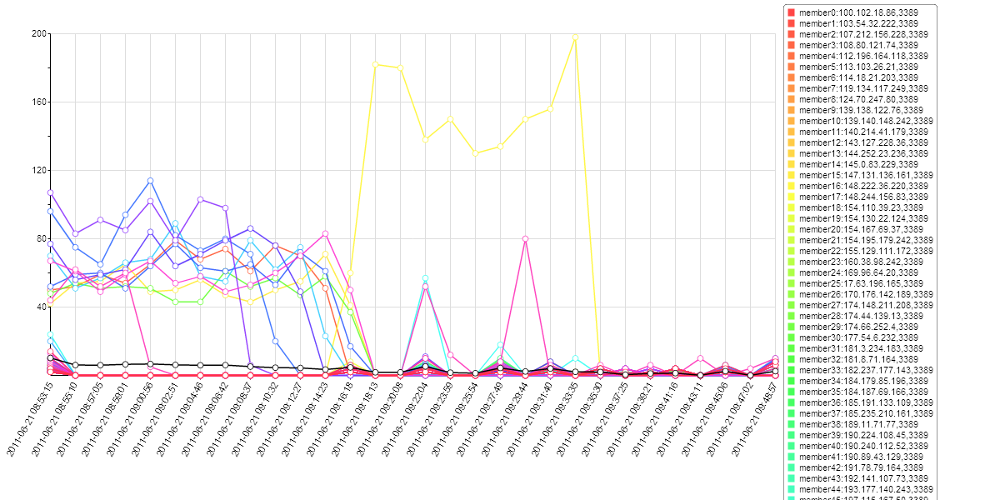 200
160
120
80
40
2011-06-21 08:53:15
2011-06-21 08:55:10
2011-06-21 08:57:05
2011-06-21 08:59:01
2011-06-21 09:00:56
2011-06-21 09:02:51
2011-06-21 09:04:46
2011-06-21 09:06:42
2011-06-21 09:08:37
2011-06-21 09:10:32
2011-06-21 09:12:27
2011-06-21 09:14:23
2011-06-21 09:16:18
2011-06-21 09:18:13
2011-06-21 09:20:08
2011-06-21 09:22:04
2011-06-21 09:23:59
2011-06-21 09:25:54
2011-06-21 09:27:49
2011-06-21 09:29:44
2011-06-21 09:31:40
2011-06-21 09:33:35
2011-06-21 09:35:30
2011-06-21 09:37:25
2011-06-21 09:39:21
2011-06-21 09:41:16
2011-06-21 09:43:11
2011-06-21 09:45:06
2011-06-21 09:47:02
2011-06-21 09:48:57
member0:100.102.18.86,3389
member1:103.54.32.222,3389
member2:107.212.156.228,3389
member3:108.80.121.74,3389
member4:112.196.164.118,3389
member5:113.103.26.21,3389
member6:114.18.21.203,3389
member7:119.134.117.249,3389
member8:124.70.247.80,3389
member9:139.138.122.76,3389
member10:139.140.148.242,3389
member11:140.214.41.179,3389
member12:143.127.228.36,3389
member13:144.252.23.236,3389
member14:145.0.83.229,3389
member15:147.131.136.161,3389
member16:148.222.36.220,3389
member17:148.244.156.83,3389
member18:154.110.39.23,3389
member19:154.130.22.124,3389
member20:154.167.69.37,3389
member21:154.195.179.242,3389
member22:155.129.111.172,3389
member23:160.38.98.242,3389
member24:169.96.64.20,3389
member25:17.63.196.165,3389
member26:170.176.142.189,3389
member27:174.148.211.208,3389
member28:174.44.139.13,3389
member29:174.66.252.4,3389
member30:177.54.6.232,3389
member31:181.3.234.183,3389
member32:181.8.71.164,3389
member33:182.237.177.143,3389
member34:184.179.85.196,3389
member35:184.187.69.166,3389
member36:185.191.133.109,3389
member37:185.235.210.161,3389
member38:189.11.71.77,3389
member39:190.224.108.45,3389
member40:190.240.112.52,3389
member41:190.89.43.129,3389
member42:191.78.79.164,3389
member43:192.141.107.73,3389
member44:193.177.140.243,3389